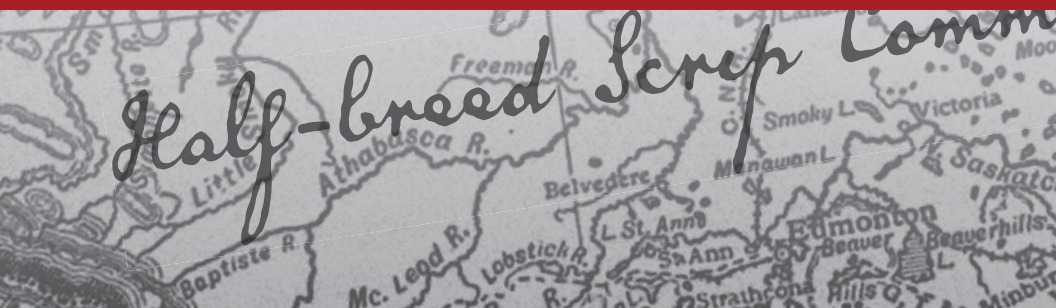 Half-breed Scrip Comm
Freeman R.
Athabasca R.
Little
Smoky L.
Victoria
Manawan L.
Belvedere
L. St. Anne
St Ann
Edmonton
Beaver
Hills
Beaverhills
L.
Baptiste R.
Mc. Leod R.
Lobstick R.
Strathcona
R.